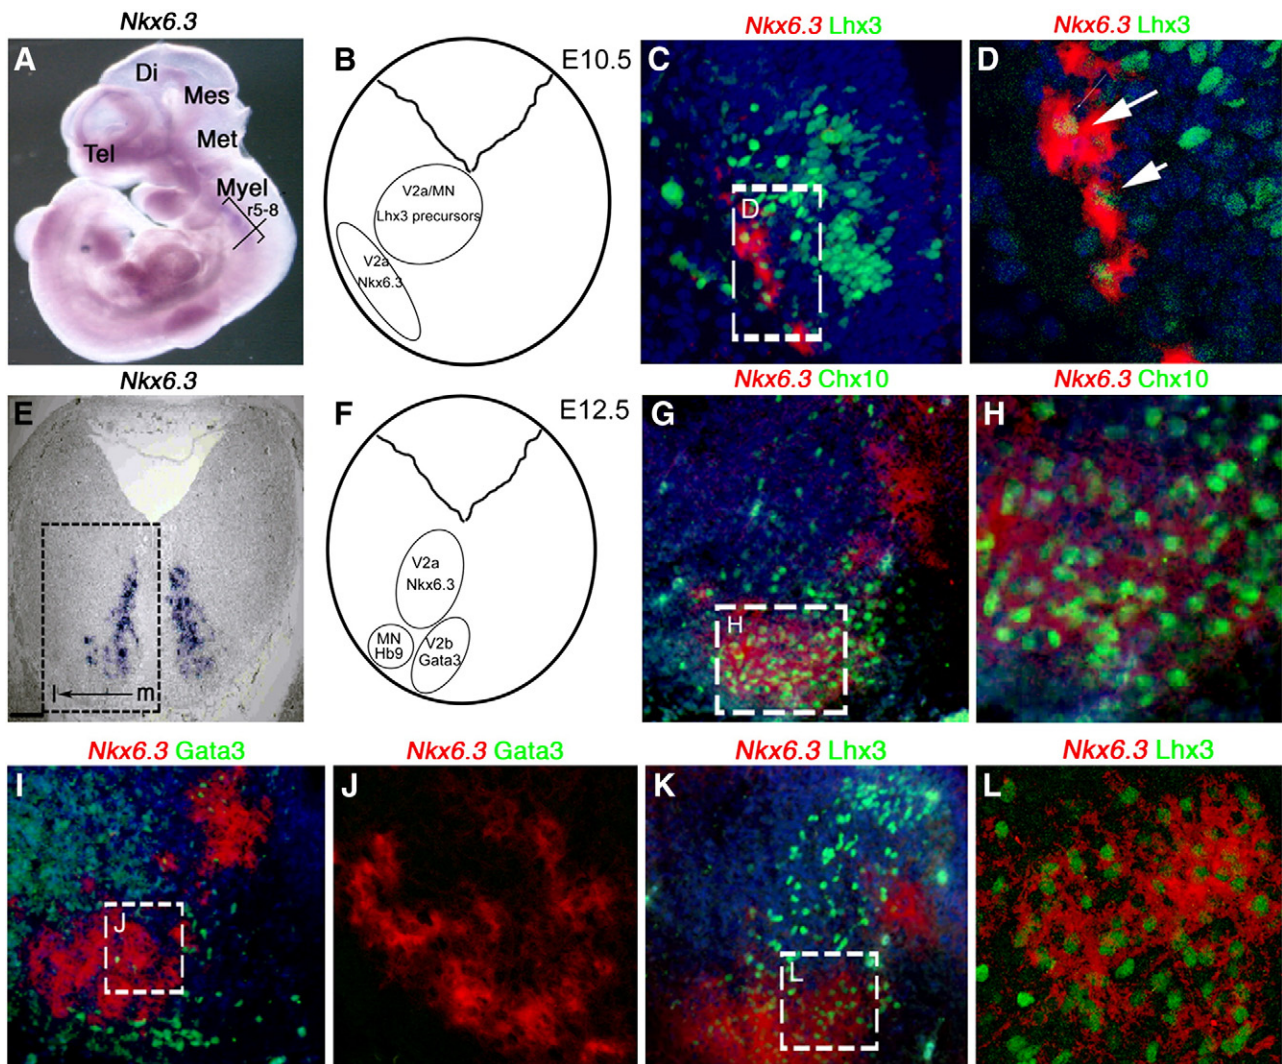 Nkx6.3
A
Di
Mes
Met
Tel
Myel
r5-8
B
E10.5
V2a/MN
Lhx3 precursors
V2a
Nkx6.3
Nkx6.3 Lhx3
C
D
Nkx6.3 Lhx3
D
Nkx6.3
E
l
m
F
E12.5
V2a
Nkx6.3
MN
Hb9
V2b
Gata3
Nkx6.3 Chx10
G
H
Nkx6.3 Chx10
H
Nkx6.3 Gata3
I
J
Nkx6.3 Gata3
J
Nkx6.3 Lhx3
K
L
Nkx6.3 Lhx3
L